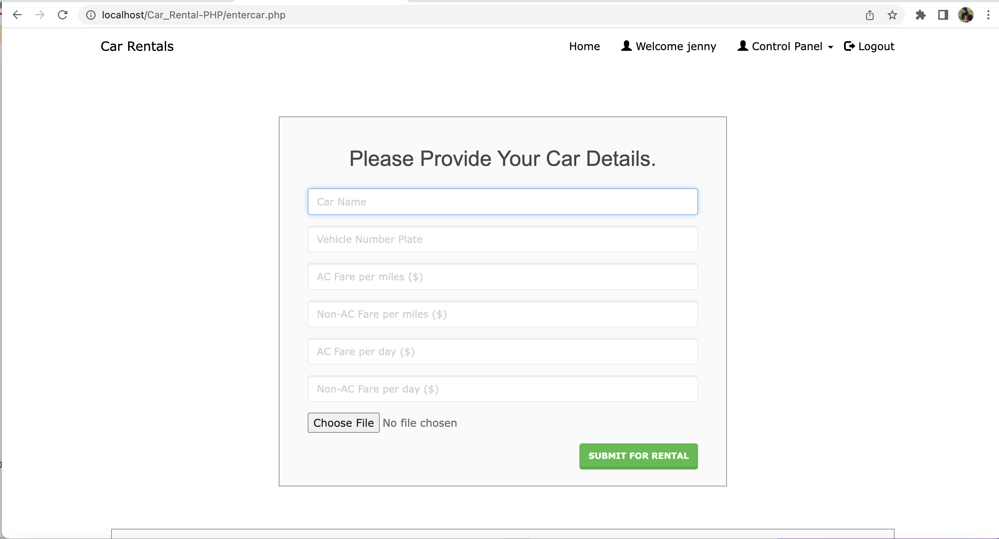 localhost/Car_Rental-PHP/entercar.php
Car Rentals
Home Welcome jenny Control Panel Logout
Please Provide Your Car Details.
Car Name
Vehicle Number Plate
AC Fare per miles ($)
Non-AC Fare per miles ($)
AC Fare per day ($)
Non-AC Fare per day ($)
Choose File No file chosen
SUBMIT FOR RENTAL